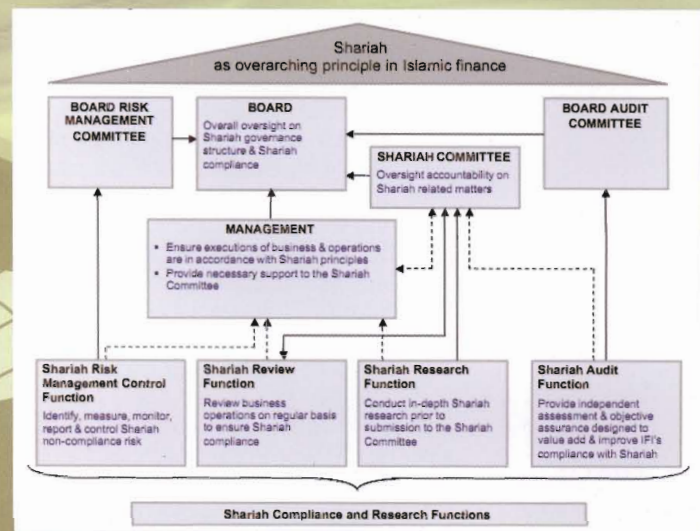 Shariah
as overarching principle in Islamic finance
BOARD RISK
MANAGEMENT
COMMITTEE
BOARD
Overall oversight on
Shariah governance
structure & Shariah
compliance
BOARD AUDIT
COMMITTEE
SHARIAH COMMITTEE
Oversight accountability on
Shariah related matters
MANAGEMENT
• Ensure executions of business & operations
are in accordance with Shariah principles
• Provide necessary support to the Shariah
Committee
Shariah Risk
Management Control
Function
Identify, measure, monitor,
report & control Shariah
non-compliance risk
Shariah Review
Function
Review business
operations on regular basis
to ensure Shariah
compliance
Shariah Research
Function
Conduct in-depth Shariah
research prior to
submission to the Shariah
Committee
Shariah Audit
Function
Provide independent
assessment & objective
assurance designed to
value add & improve IFI's
compliance with Shariah
Shariah Compliance and Research Functions